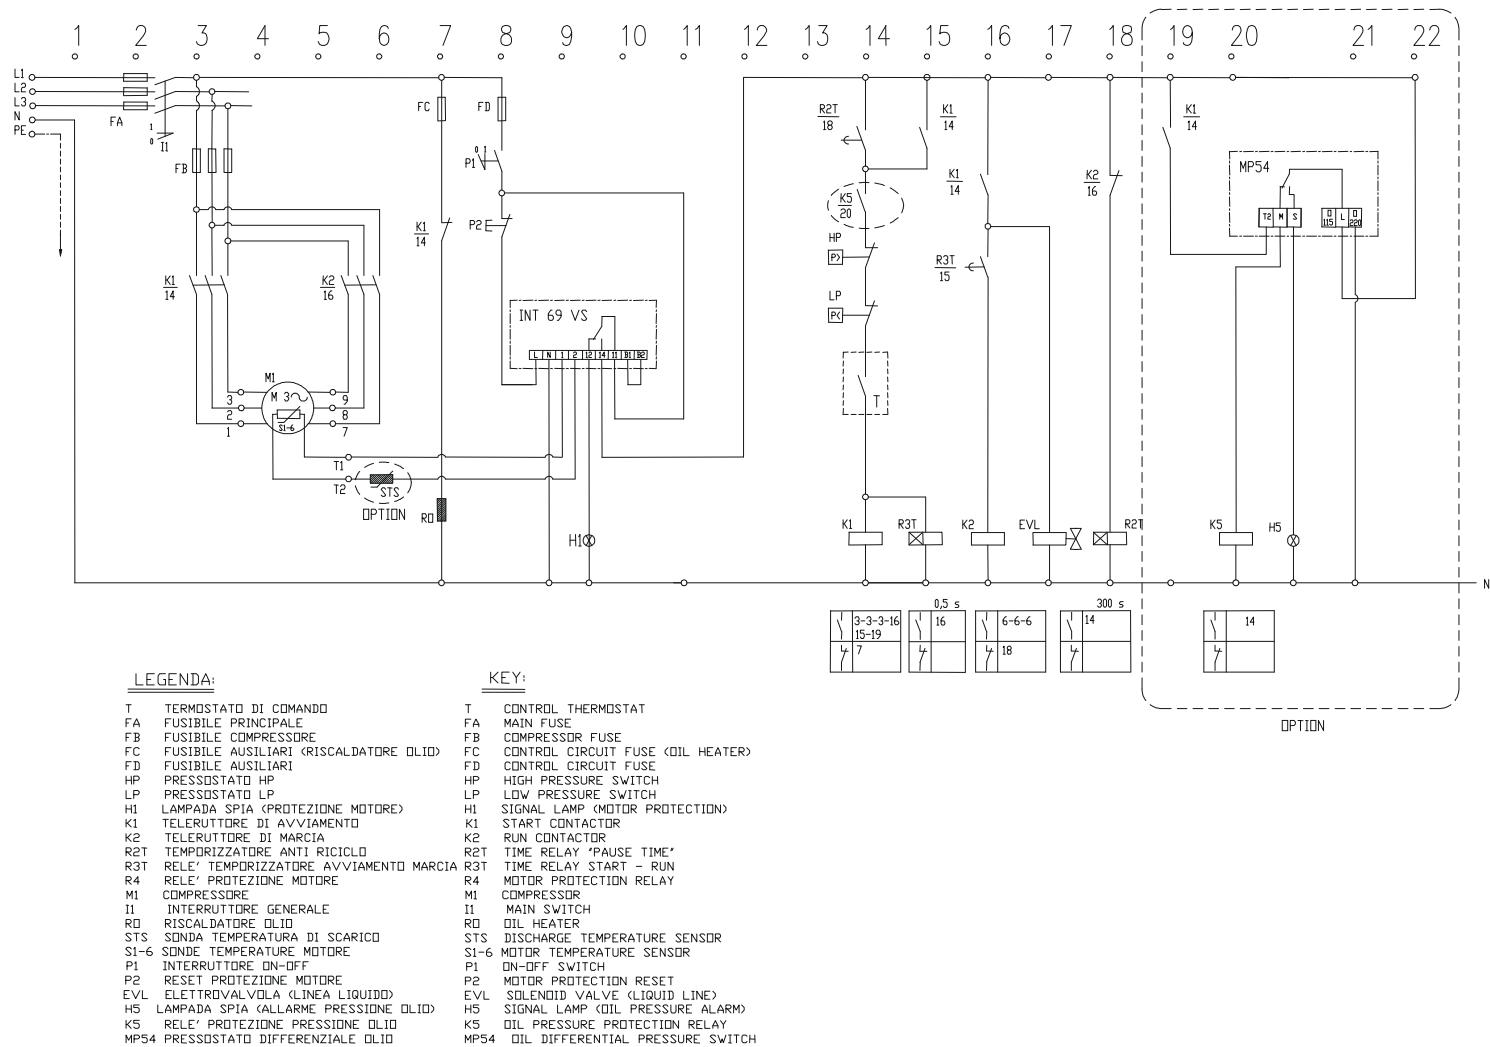 1 2 3 4 5 6 7 8 9 10 11 12 13 14 15 16 17 18 19 20 21 22
L1
L2
L3
N
PE
FA
1
0
I1
FB
FC
FD
0 1
P1
P2
K1
14
K1
14
K2
16
INT 69 VS
L N 1 2 12 14 11 B1 B2
M1
M 3
S1-6
3
2
1
9
8
7
T1
T2
STS
OPTION
RO
H1
R2T
18
K1
14
K5
20
HP
P>
LP
P<
T
K1
14
R3T
15
K2
16
K1
14
MP54
T2 M S
0
115
L
0
220
K1
R3T
K2
EVL
R2T
K5
H5
N
3-3-3-16
15-19
7
0,5 s
16
6-6-6
18
300 s
14
14
OPTION
LEGENDA:
T TERMOSTATO DI COMANDO
FA FUSIBILE PRINCIPALE
FB FUSIBILE COMPRESSORE
FC FUSIBILE AUSILIARI (RISCALDATORE OLIO)
FD FUSIBILE AUSILIARI
HP PRESSOSTATO HP
LP PRESSOSTATO LP
H1 LAMPADA SPIA (PROTEZIONE MOTORE)
K1 TELERUTTORE DI AVVIAMENTO
K2 TELERUTTORE DI MARCIA
R2T TEMPORIZZATORE ANTI RICICLO
R3T RELE' TEMPORIZZATORE AVVIAMENTO MARCIA
R4 RELE' PROTEZIONE MOTORE
M1 COMPRESSORE
I1 INTERRUTTORE GENERALE
RO RISCALDATORE OLIO
STS SONDA TEMPERATURA DI SCARICO
S1-6 SONDE TEMPERATURE MOTORE
P1 INTERRUTTORE ON-OFF
P2 RESET PROTEZIONE MOTORE
EVL ELETTROVALVOLA (LINEA LIQUIDO)
H5 LAMPADA SPIA (ALLARME PRESSIONE OLIO)
K5 RELE' PROTEZIONE PRESSIONE OLIO
MP54 PRESSOSTATO DIFFERENZIALE OLIO
KEY:
T CONTROL THERMOSTAT
FA MAIN FUSE
FB COMPRESSOR FUSE
FC CONTROL CIRCUIT FUSE (OIL HEATER)
FD CONTROL CIRCUIT FUSE
HP HIGH PRESSURE SWITCH
LP LOW PRESSURE SWITCH
H1 SIGNAL LAMP (MOTOR PROTECTION)
K1 START CONTACTOR
K2 RUN CONTACTOR
R2T TIME RELAY "PAUSE TIME"
R3T TIME RELAY START - RUN
R4 MOTOR PROTECTION RELAY
M1 COMPRESSOR
I1 MAIN SWITCH
RO OIL HEATER
STS DISCHARGE TEMPERATURE SENSOR
S1-6 MOTOR TEMPERATURE SENSOR
P1 ON-OFF SWITCH
P2 MOTOR PROTECTION RESET
EVL SOLENOID VALVE (LIQUID LINE)
H5 SIGNAL LAMP (OIL PRESSURE ALARM)
K5 OIL PRESSURE PROTECTION RELAY
MP54 OIL DIFFERENTIAL PRESSURE SWITCH